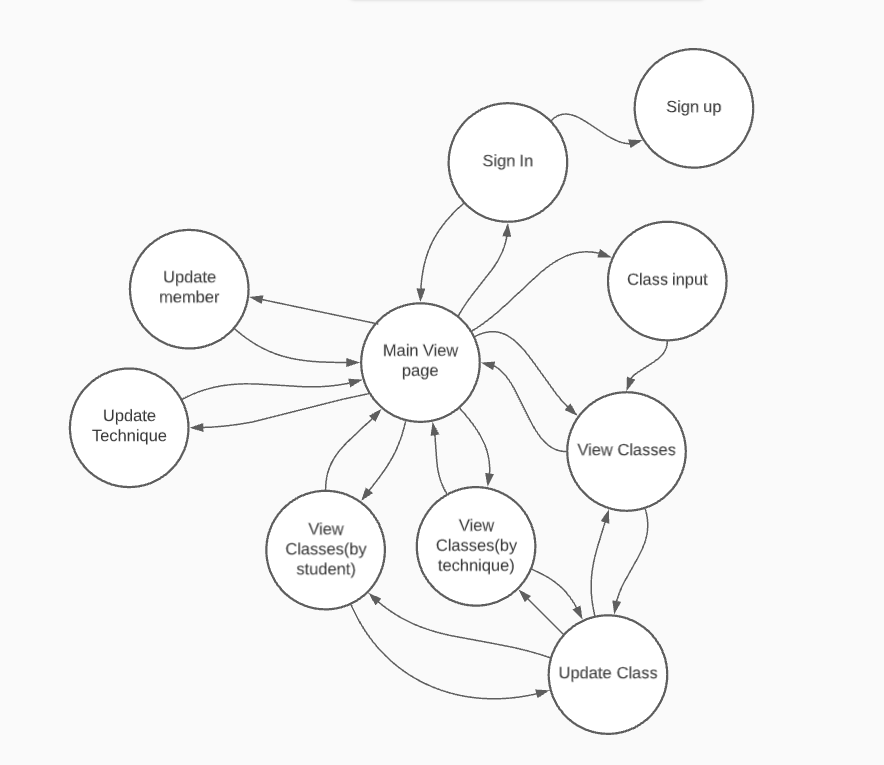 Sign up
Sign In
Class input
Update
member
Main View
page
Update
Technique
View Classes
View
Classes(by
student)
View
Classes(by
technique)
Update Class